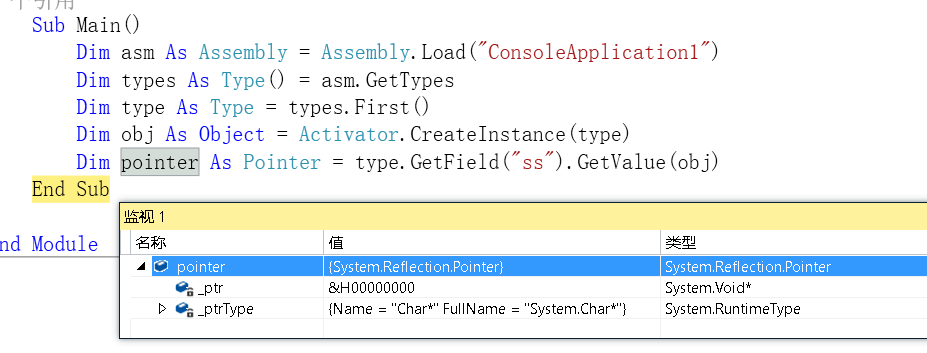 个引用
Sub Main()
Dim asm As Assembly = Assembly.Load("ConsoleApplication1")
Dim types As Type() = asm.GetTypes
Dim type As Type = types.First()
Dim obj As Object = Activator.CreateInstance(type)
Dim pointer As Pointer = type.GetField("ss").GetValue(obj)
End Sub
监视 1
nd Module
名称 值 类型
pointer {System.Reflection.Pointer} System.Reflection.Pointer
_ptr &H00000000 System.Void*
_ptrType {Name = "Char*" FullName = "System.Char*"} System.RuntimeType